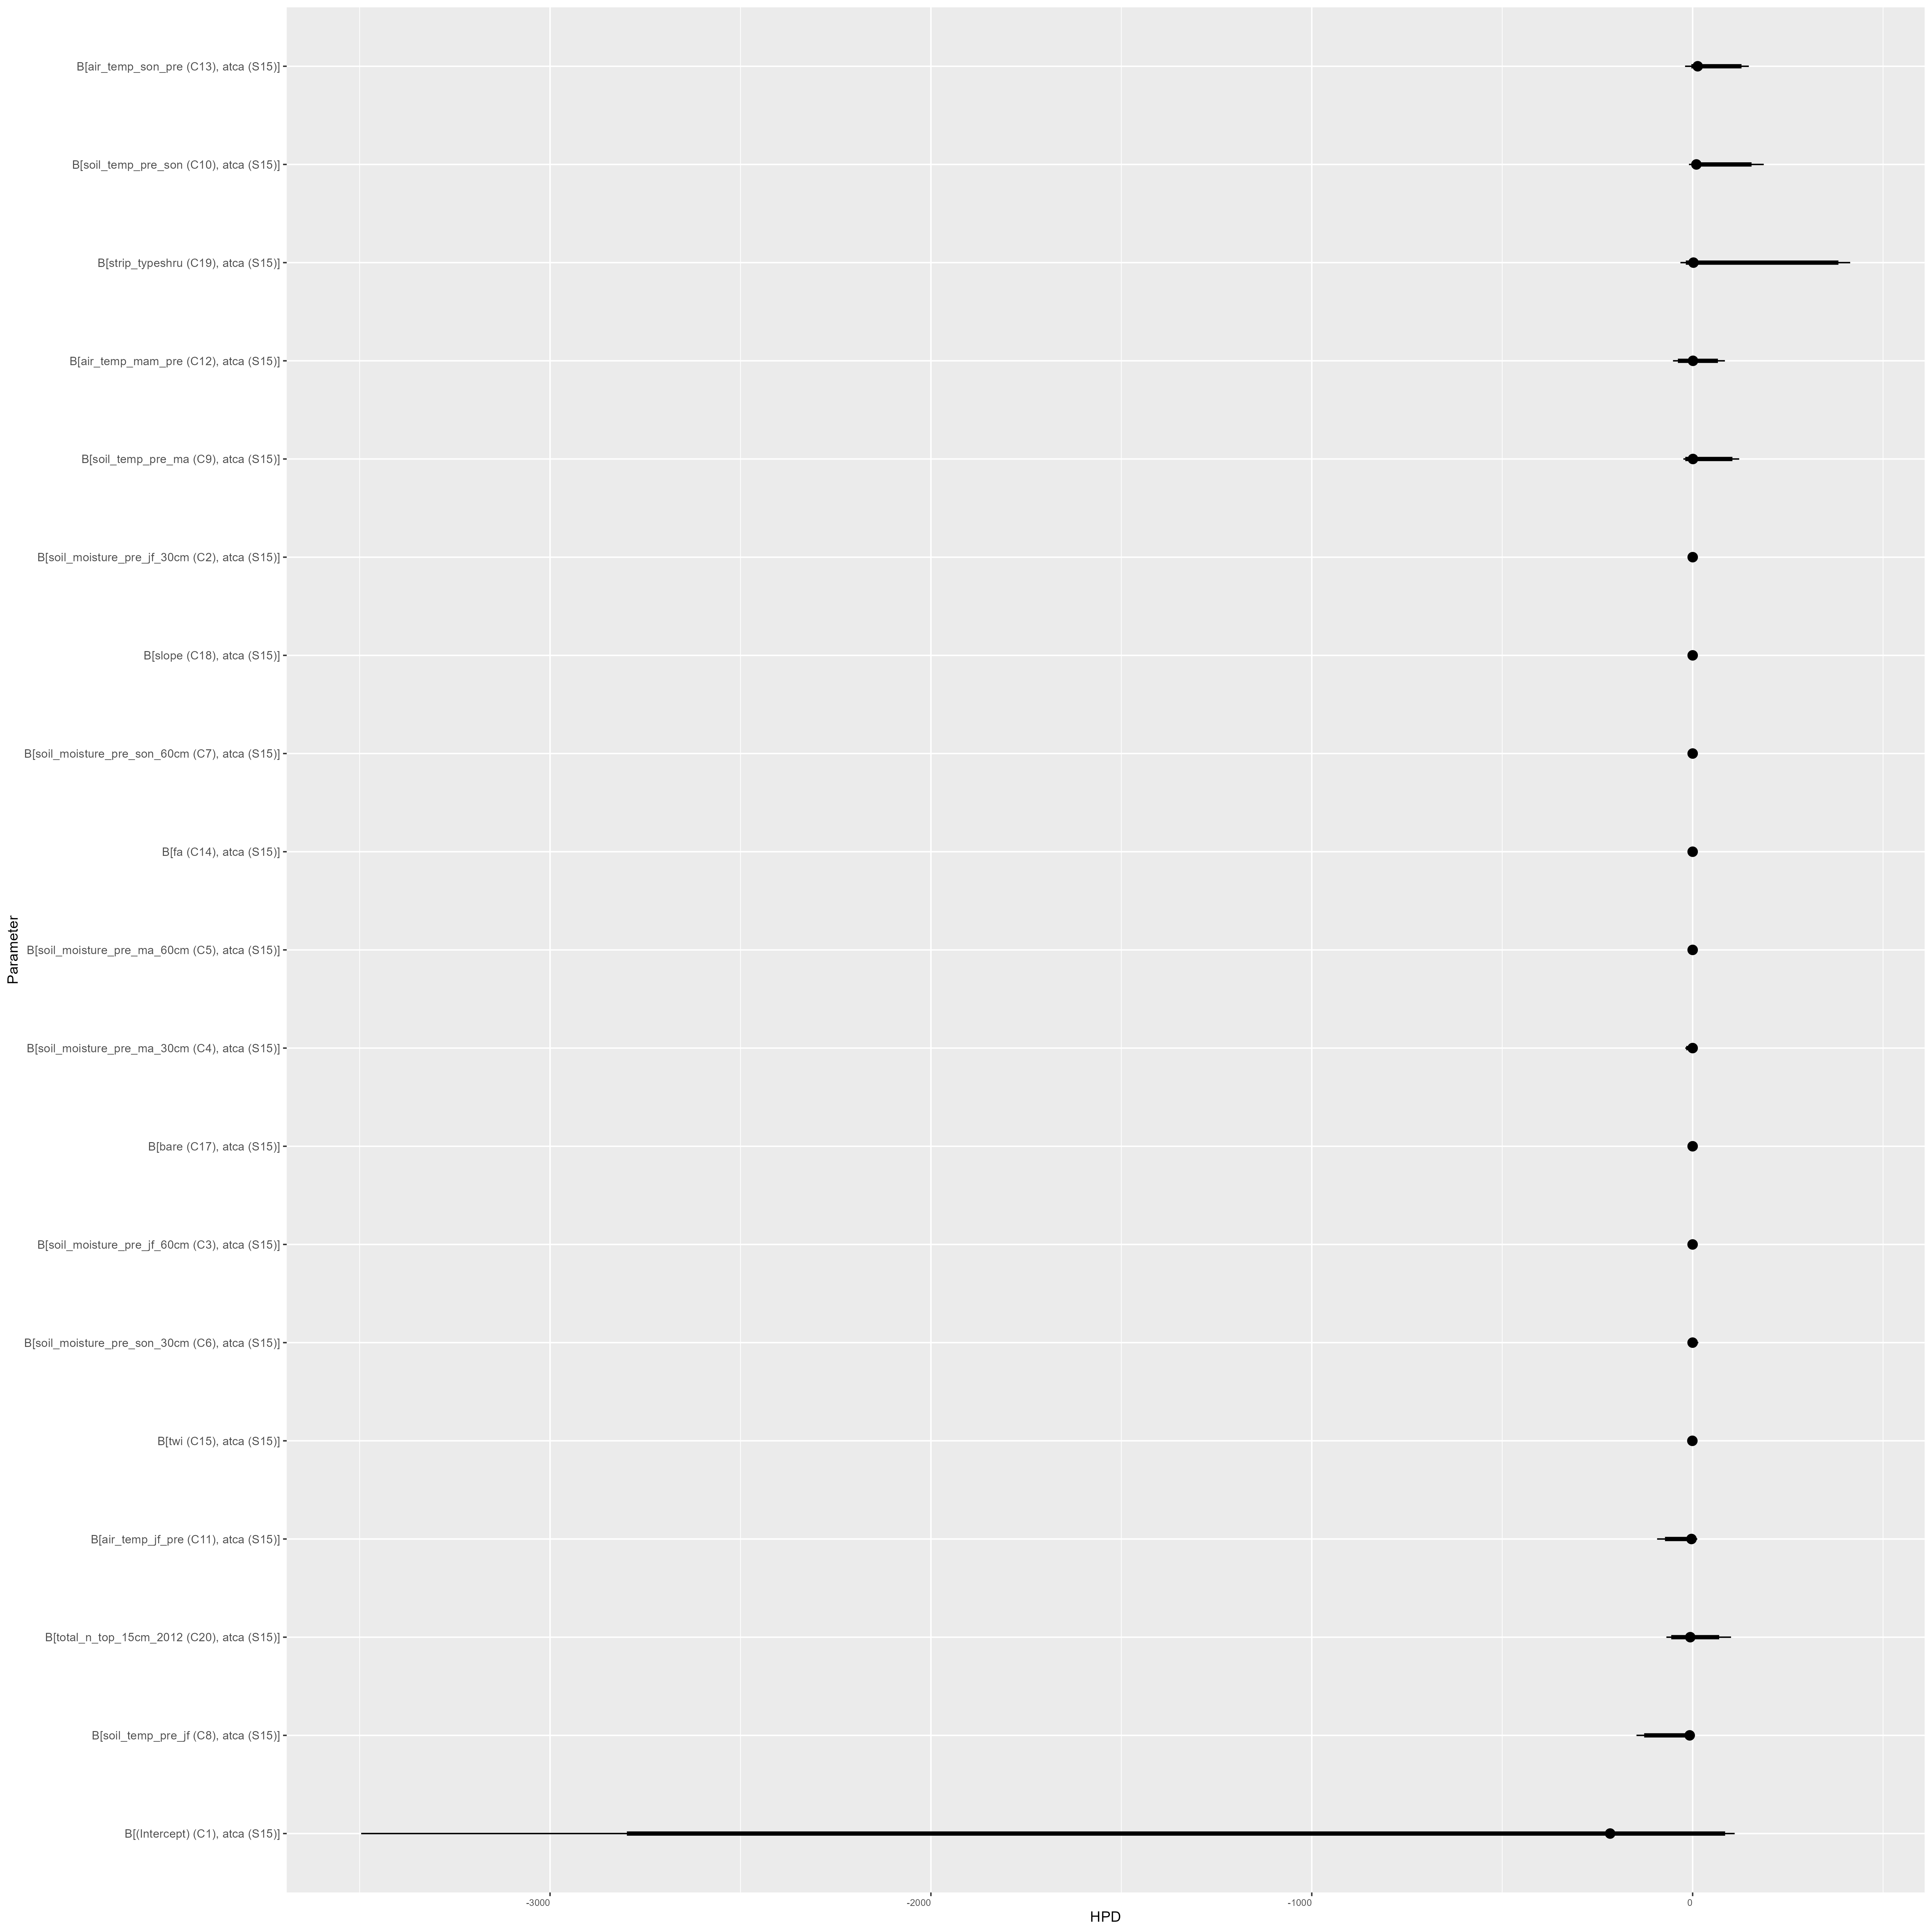 B[air_temp_son_pre (C13), atca (S15)]
B[soil_temp_pre_son (C10), atca (S15)]
B[strip_typeshru (C19), atca (S15)]
B[air_temp_mam_pre (C12), atca (S15)]
B[soil_temp_pre_ma (C9), atca (S15)]
B[soil_moisture_pre_jf_30cm (C2), atca (S15)]
B[slope (C18), atca (S15)]
B[soil_moisture_pre_son_60cm (C7), atca (S15)]
B[fa (C14), atca (S15)]
Parameter
B[soil_moisture_pre_ma_60cm (C5), atca (S15)]
B[soil_moisture_pre_ma_30cm (C4), atca (S15)]
B[bare (C17), atca (S15)]
B[soil_moisture_pre_jf_60cm (C3), atca (S15)]
B[soil_moisture_pre_son_30cm (C6), atca (S15)]
B[twi (C15), atca (S15)]
B[air_temp_jf_pre (C11), atca (S15)]
B[total_n_top_15cm_2012 (C20), atca (S15)]
B[soil_temp_pre_jf (C8), atca (S15)]
B[(Intercept) (C1), atca (S15)]
-3000 -2000 -1000 0
HPD